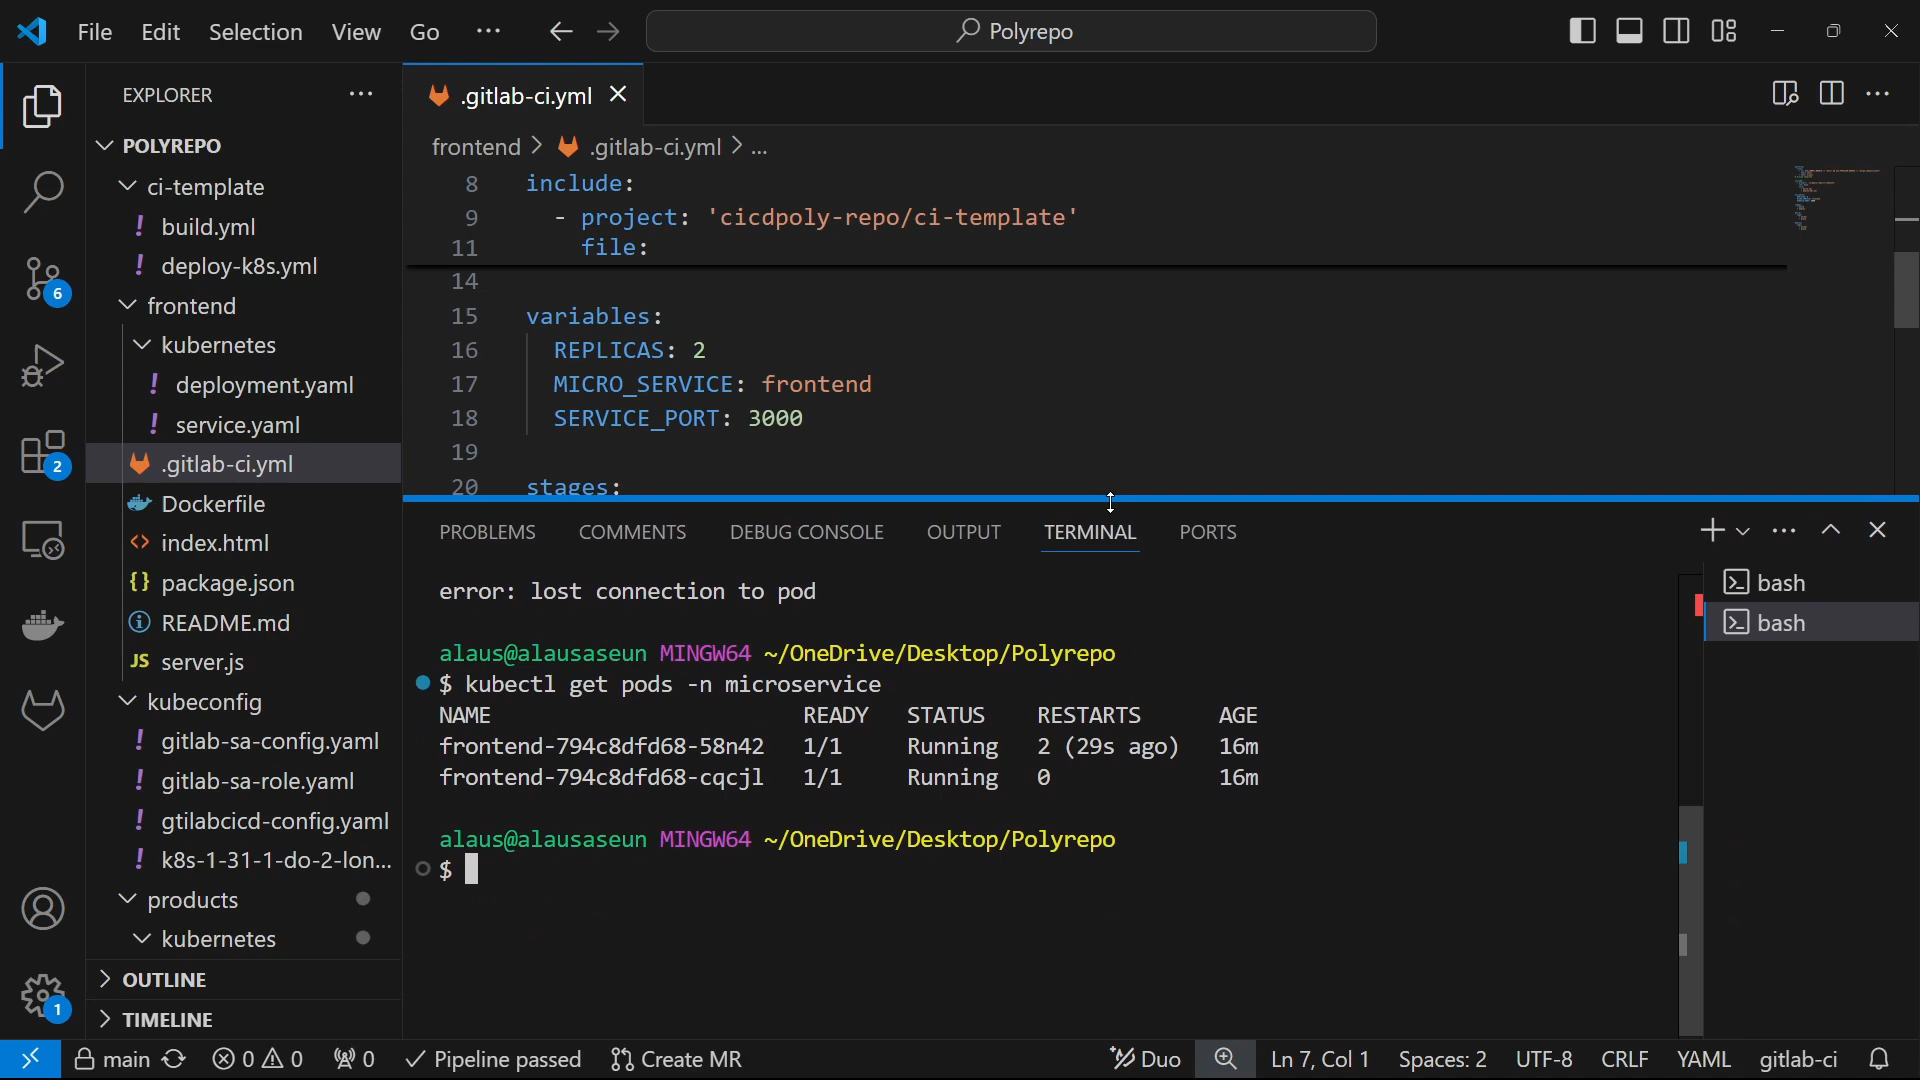 File Edit Selection View Go ··· Polyrepo
EXPLORER ···
POLYREPO
ci-template
! build.yml
! deploy-k8s.yml
frontend
kubernetes
! deployment.yaml
! service.yaml
.gitlab-ci.yml
Dockerfile
<> index.html
{} package.json
README.md
JS server.js
kubeconfig
! gitlab-sa-config.yaml
! gitlab-sa-role.yaml
! gtilabcicd-config.yaml
! k8s-1-31-1-do-2-lon...
products
kubernetes
OUTLINE
TIMELINE
6
2
1
.gitlab-ci.yml
frontend > .gitlab-ci.yml > ...
8 include:
9 - project: 'cicdpoly-repo/ci-template'
11 file:
14
15 variables:
16 REPLICAS: 2
17 MICRO_SERVICE: frontend
18 SERVICE_PORT: 3000
19
20 stages:
PROBLEMS COMMENTS DEBUG CONSOLE OUTPUT TERMINAL PORTS
error: lost connection to pod
alaus@alausaseun MINGW64 ~/OneDrive/Desktop/Polyrepo
$ kubectl get pods -n microservice
NAME READY STATUS RESTARTS AGE
frontend-794c8dfd68-58n42 1/1 Running 2 (29s ago) 16m
frontend-794c8dfd68-cqcjl 1/1 Running 0 16m
alaus@alausaseun MINGW64 ~/OneDrive/Desktop/Polyrepo
$
bash
bash
main 0 0 0 Pipeline passed Create MR Duo Ln 7, Col 1 Spaces: 2 UTF-8 CRLF YAML gitlab-ci